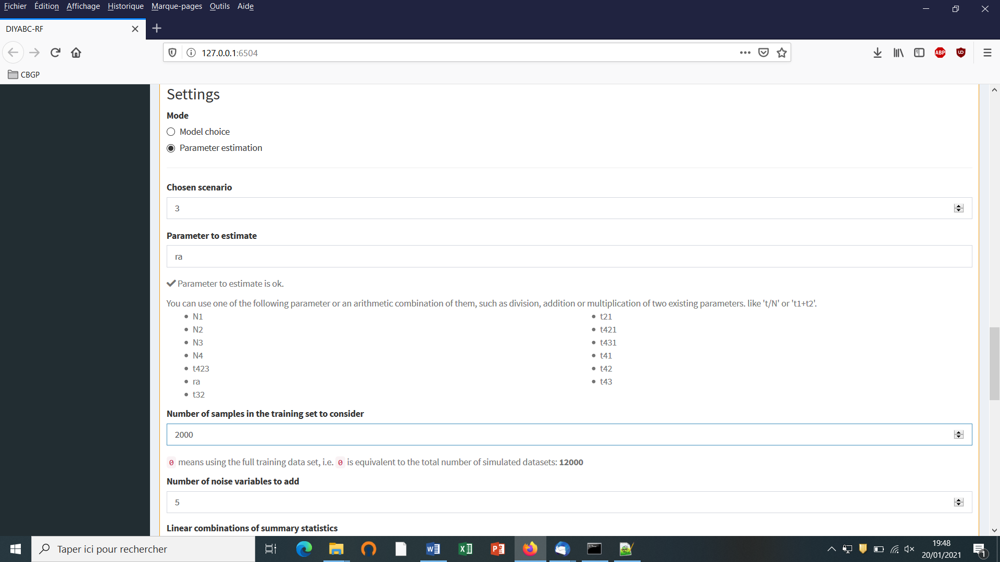 Fichier Édition Affichage Historique Marque-pages Outils Aide
DIYABC-RF
127.0.0.1:6504
ABP
CBGP
Settings
Mode
Model choice
Parameter estimation
Chosen scenario
3
Parameter to estimate
ra
Parameter to estimate is ok.
You can use one of the following parameter or an arithmetic combination of them, such as division, addition or multiplication of two existing parameters. like 't/N' or 't1+t2'.
N1
N2
N3
N4
t423
ra
t32
t21
t421
t431
t41
t42
t43
Number of samples in the training set to consider
2000
0 means using the full training data set, i.e. 0 is equivalent to the total number of simulated datasets: 12000
Number of noise variables to add
5
Linear combinations of summary statistics
Taper ici pour rechercher
19:48
20/01/2021
1